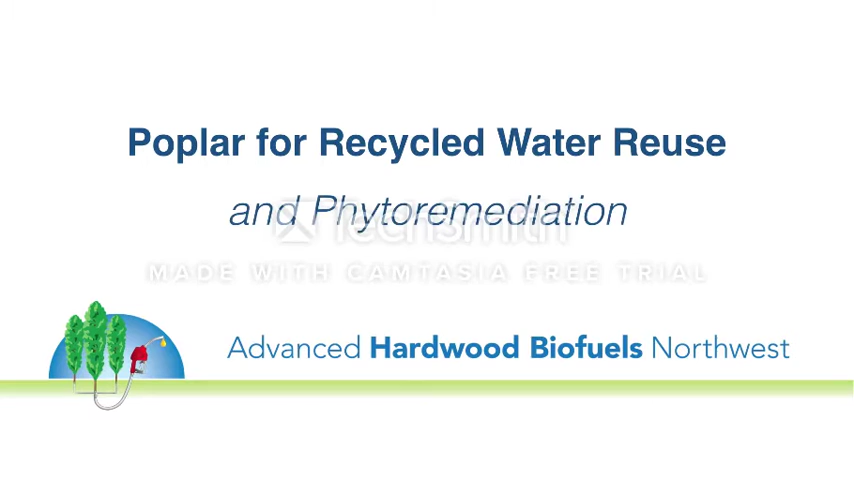 Poplar for Recycled Water Reuse
and Phytoremediation
TechSmith
MADE WITH CAMTASIA FREE TRIAL
Advanced Hardwood Biofuels Northwest